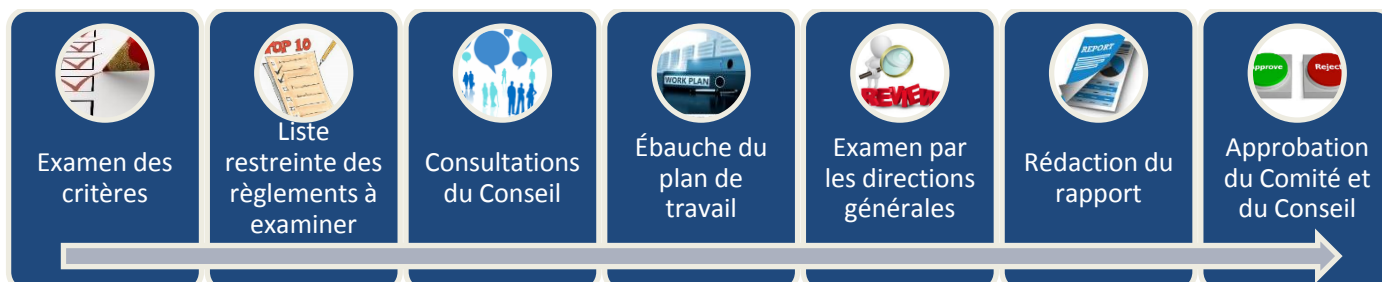 Examen des
critères
TOP 10
Liste
restreinte des
règlements à
examiner
Consultations
du Conseil
WORK PLAN
Ébauche du
plan de
travail
REVIEW
Examen par
les directions
générales
REPORT
Rédaction du
rapport
Approve
Reject
Approbation
du Comité et
du Conseil